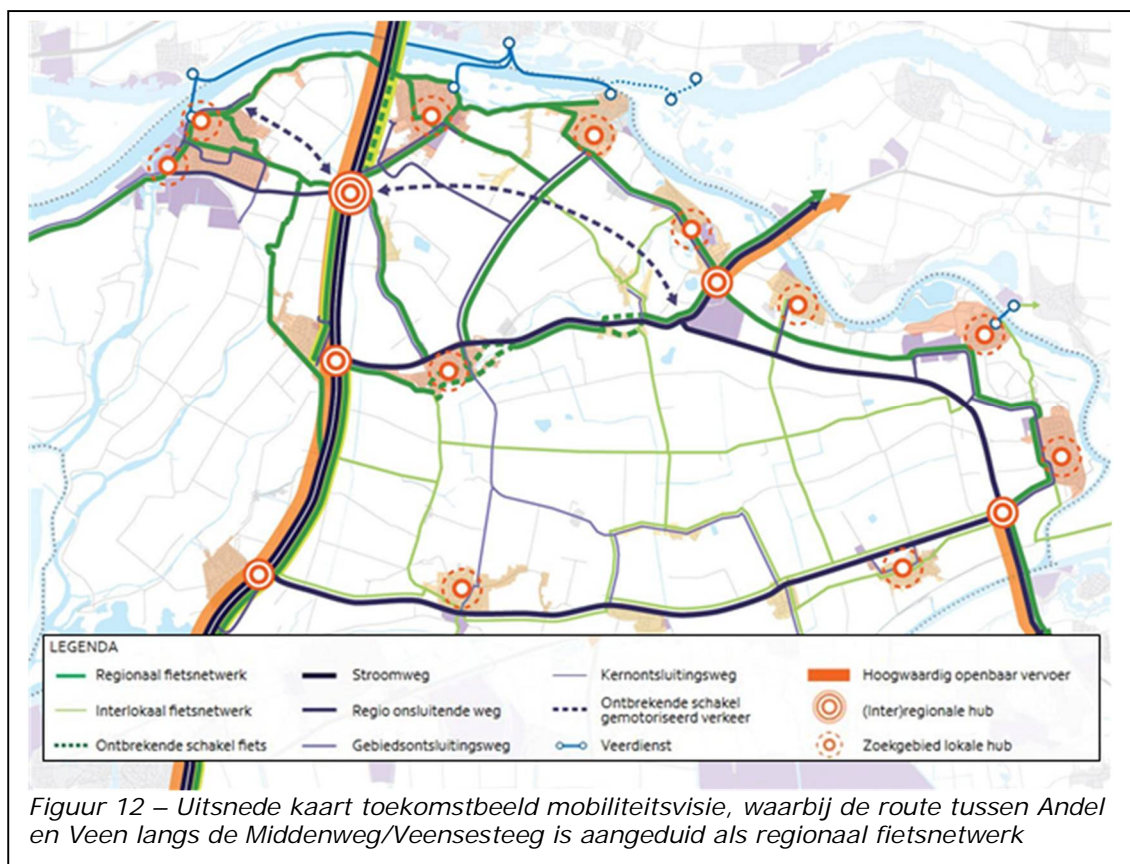 LEGENDA
Regionaal fietsnetwerk
Interlokaal fietsnetwerk
Ontbrekende schakel fiets
Stroomweg
Regio onsluitende weg
Gebiedsontsluitingsweg
Kernontsluitingsweg
Ontbrekende schakel
gemotoriseerd verkeer
Veerdienst
Hoogwaardig openbaar vervoer
(Inter)regionale hub
Zoekgebied lokale hub
Figuur 12 – Uitsnede kaart toekomstbeeld mobiliteitsvisie, waarbij de route tussen Andel
en Veen langs de Middenweg/Veensesteeg is aangeduid als regionaal fietsnetwerk